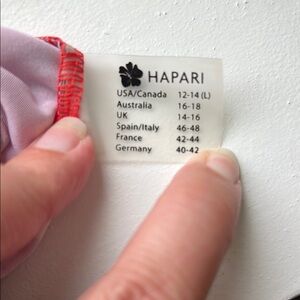 HAPARI
USA/Canada 12-14 (L)
Australia 16-18
UK 14-16
Spain/Italy 46-48
France 42-44
Germany 40-42